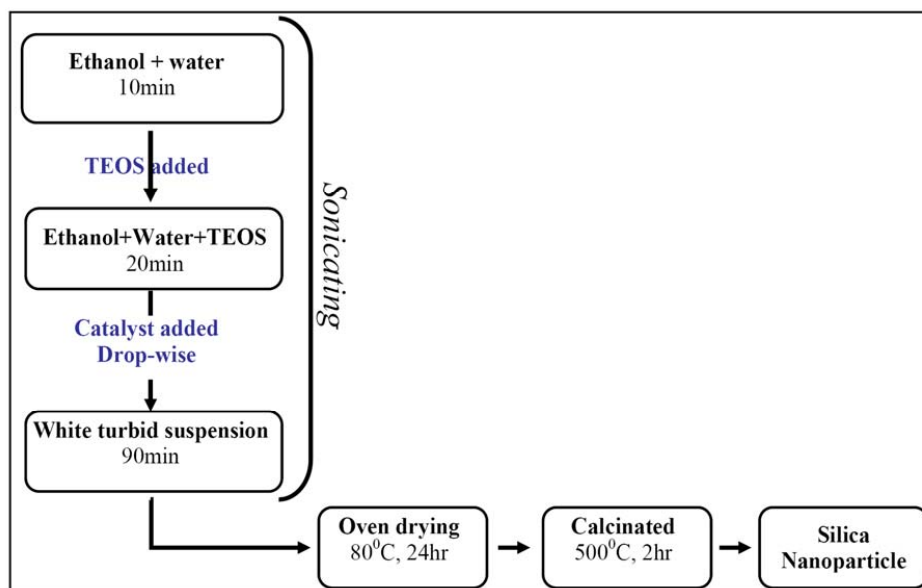 Ethanol + water
10min
TEOS added
Ethanol+Water+TEOS
20min
Catalyst added
Drop-wise
White turbid suspension
90min
Sonicating
Oven drying
80⁰C, 24hr
Calcinated
500⁰C, 2hr
Silica
Nanoparticle